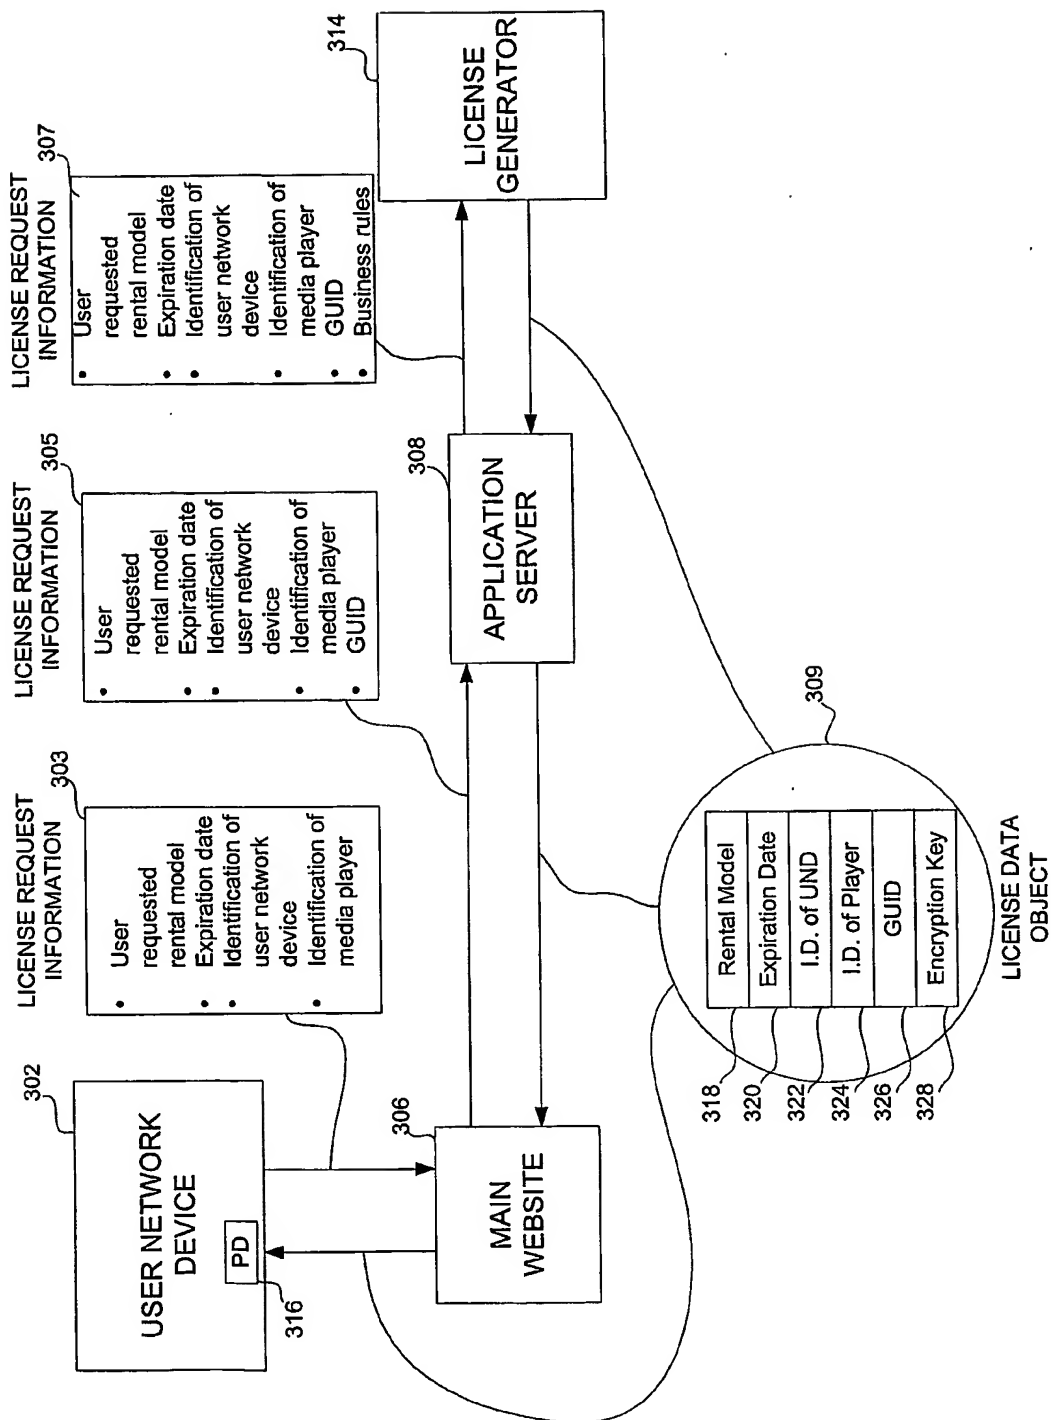 LICENSE REQUEST
INFORMATION
303
• User
requested
rental model
• Expiration date
• Identification of
user network
device
• Identification of
media player
LICENSE REQUEST
INFORMATION
305
• User
requested
rental model
• Expiration date
• Identification of
user network
device
• Identification of
media player
• GUID
LICENSE REQUEST
INFORMATION
307
• User
requested
rental model
• Expiration date
• Identification of
user network
device
• Identification of
media player
• GUID
• Business rules
302
USER NETWORK
DEVICE
PD
316
306
MAIN
WEBSITE
308
APPLICATION
SERVER
314
LICENSE
GENERATOR
309
318
Rental Model
320
Expiration Date
322
I.D. of UND
324
I.D. of Player
326
GUID
328
Encryption Key
LICENSE DATA
OBJECT